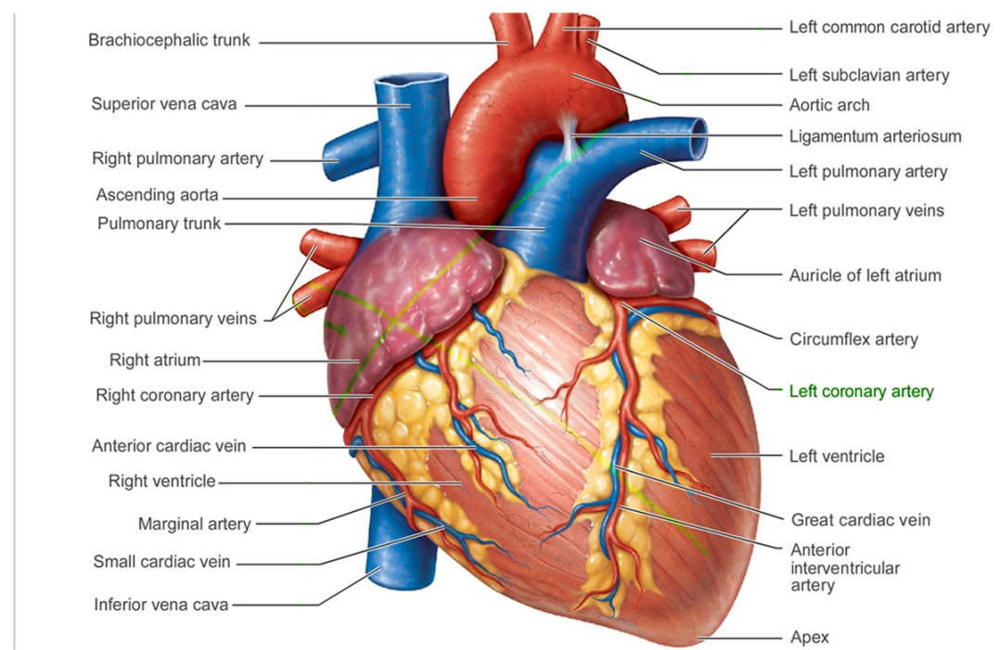 Brachiocephalic trunk
Superior vena cava
Right pulmonary artery
Ascending aorta
Pulmonary trunk
Right pulmonary veins
Right atrium
Right coronary artery
Anterior cardiac vein
Right ventricle
Marginal artery
Small cardiac vein
Inferior vena cava
Left common carotid artery
Left subclavian artery
Aortic arch
Ligamentum arteriosum
Left pulmonary artery
Left pulmonary veins
Auricle of left atrium
Circumflex artery
Left coronary artery
Left ventricle
Great cardiac vein
Anterior
interventricular
artery
Apex